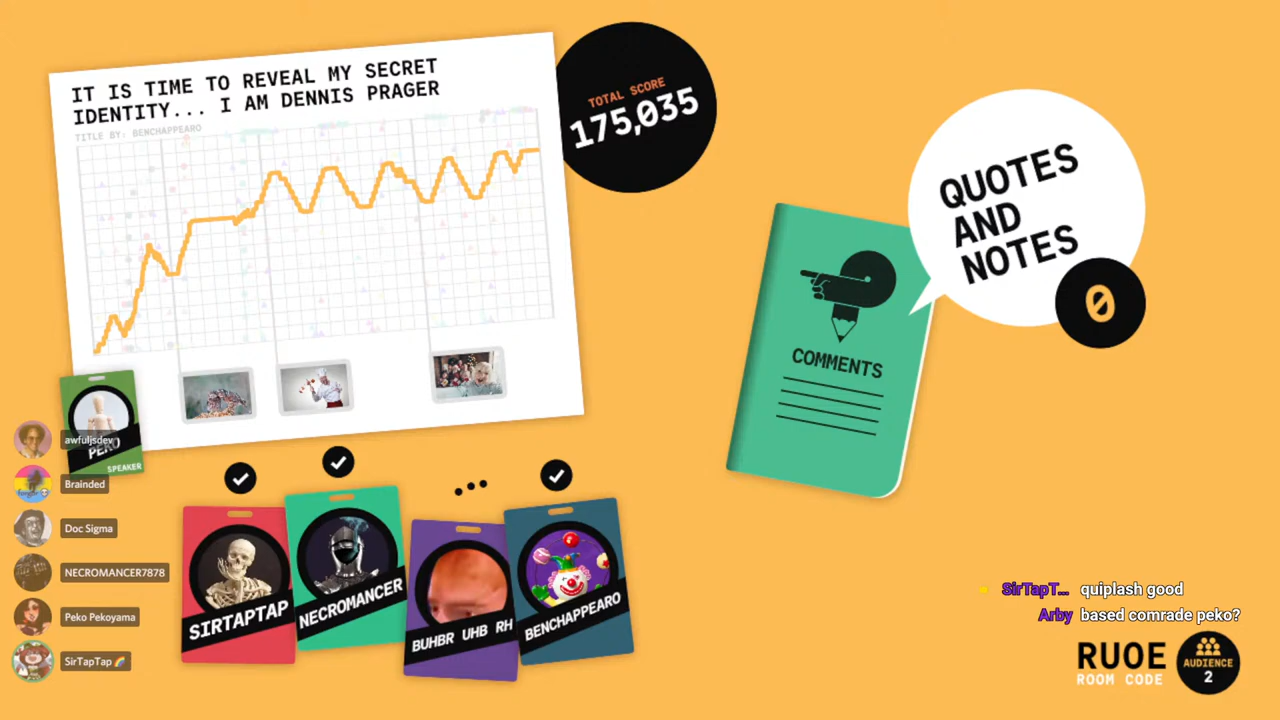 IT IS TIME TO REVEAL MY SECRET
IDENTITY... I AM DENNIS PRAGER
TITLE BY: BENCHAPPEARO
TOTAL SCORE
175,035
QUOTES
AND
NOTES
0
COMMENTS
PEKO
SPEAKER
awfuljsdev
Brainded
Doc Sigma
NECROMANCER7878
Peko Pekoyama
SirTapTap
SIRTAPTAP
NECROMANCER
BUHBR UHB RH
BENCHAPPEARO
SirTapT... quiplash good
Arby based comrade peko?
RUOE
ROOM CODE
AUDIENCE
2